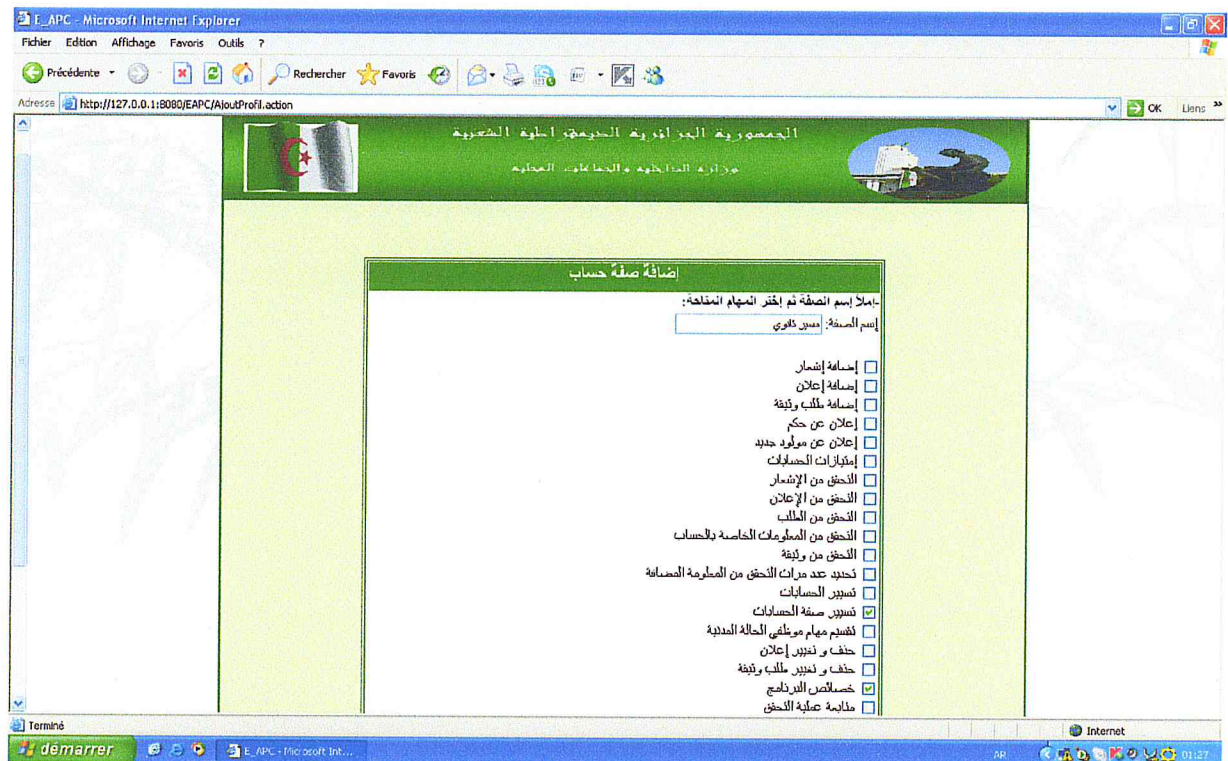 E_APC - Microsoft Internet Explorer
Fichier Edition Affichage Favoris Outils ?
Précédente Rechercher Favoris
Adresse http://127.0.0.1:8080/EAPC/AjoutProfil.action OK Liens »
الجمهورية الجزائرية الديمقراطية الشعبية
وزارة الداخلية والجماعات المحلية
إضافة صفة حساب
-إملأ إسم الصفة ثم إختر المهام المتاحة:
إسم الصفة: مسير ثانوي
إضافة إشعار
إضافة إعلان
إضافة طلب وثيقة
إعلان عن حكم
إعلان عن مولود جديد
إمتيازات الحسابات
التحقق من الإشعار
التحقق من الإعلان
التحقق من الطلب
التحقق من المعلومات الخاصة بالحساب
التحقق من وثيقة
تحديد عدد مرات التحقق من المعلومة المضافة
تسيير الحسابات
تسيير صفة الحسابات
تقسيم مهام موظفي الحالة المدنية
حذف و تغيير إعلان
حذف و تغيير طلب وثيقة
خصائص البرنامج
متابعة عملية التحقق
Terminé Internet
démarrer E_APC - Microsoft Int... AR 01:27